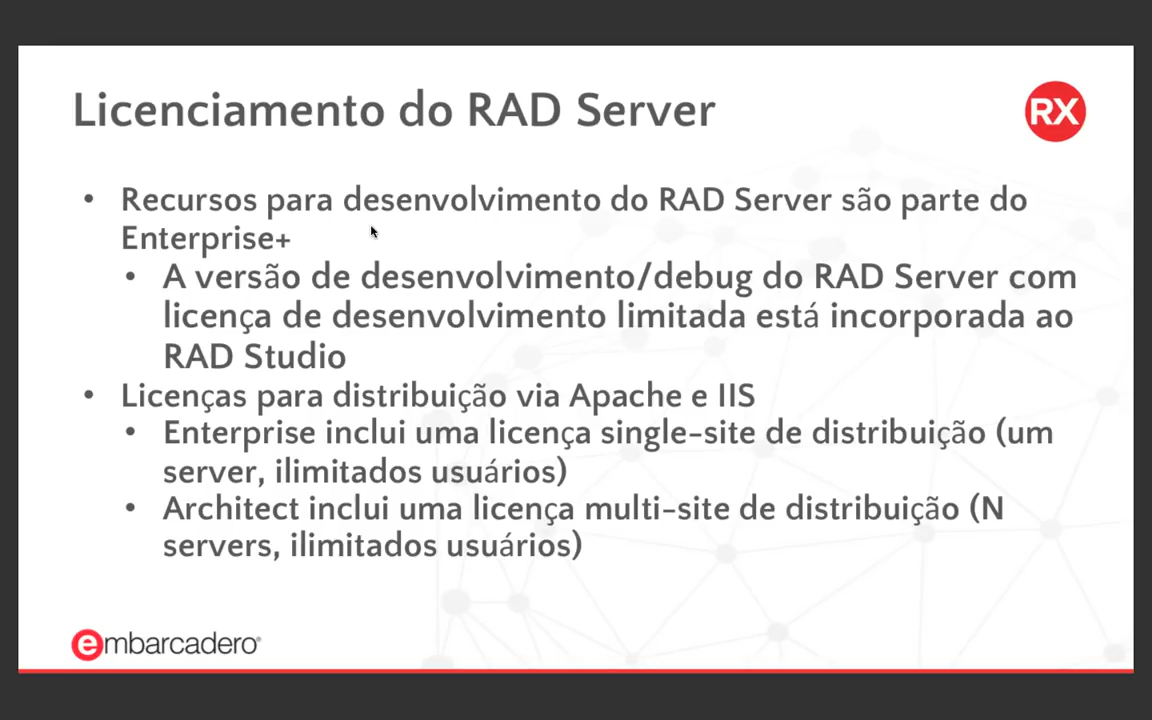 Licenciamento do RAD Server
RX
• Recursos para desenvolvimento do RAD Server são parte do
Enterprise+
• A versão de desenvolvimento/debug do RAD Server com
licença de desenvolvimento limitada está incorporada ao
RAD Studio
• Licenças para distribuição via Apache e IIS
• Enterprise inclui uma licença single-site de distribuição (um
server, ilimitados usuários)
• Architect inclui uma licença multi-site de distribuição (N
servers, ilimitados usuários)
embarcadero®